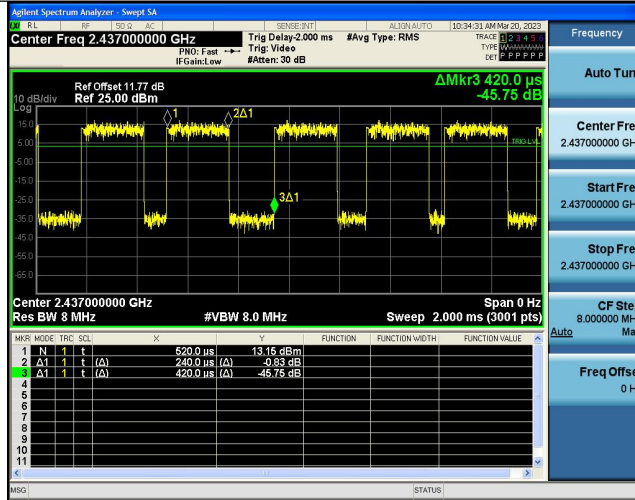 Agilent Spectrum Analyzer - Swept SA
RL RF 50 Ω AC SENSE:INT ALIGN AUTO 10:34:31 AM Mar 20, 2023
Center Freq 2.437000000 GHz Trig Delay-2.000 ms #Avg Type: RMS TRACE 1 2 3 4 5 6
PNO: Fast Trig: Video TYPE
IFGain:Low #Atten: 30 dB DET P P P P P P
Ref Offset 11.77 dB ΔMkr3 420.0 µs
10 dB/div Ref 25.00 dBm -45.75 dB
Log
1 2Δ1
15.0
5.00 TRIG LVL
-5.00
-15.0
-25.0 3Δ1
-35.0
-45.0
-55.0
-65.0
Center 2.437000000 GHz Span 0 Hz
Res BW 8 MHz #VBW 8.0 MHz Sweep 2.000 ms (3001 pts)
MKR MODE TRC SCL X Y FUNCTION FUNCTION WIDTH FUNCTION VALUE
1 N 1 t 520.0 µs 13.15 dBm
2 Δ1 1 t (Δ) 240.0 µs (Δ) -0.83 dB
3 Δ1 1 t (Δ) 420.0 µs (Δ) -45.75 dB
4
5
6
7
8
9
10
11
MSG STATUS
Frequency
Auto Tun
Center Fre
2.437000000 GH
Start Fre
2.437000000 GH
Stop Fre
2.437000000 GH
CF Ste
8.000000 MH
Auto Ma
Freq Offse
0 H